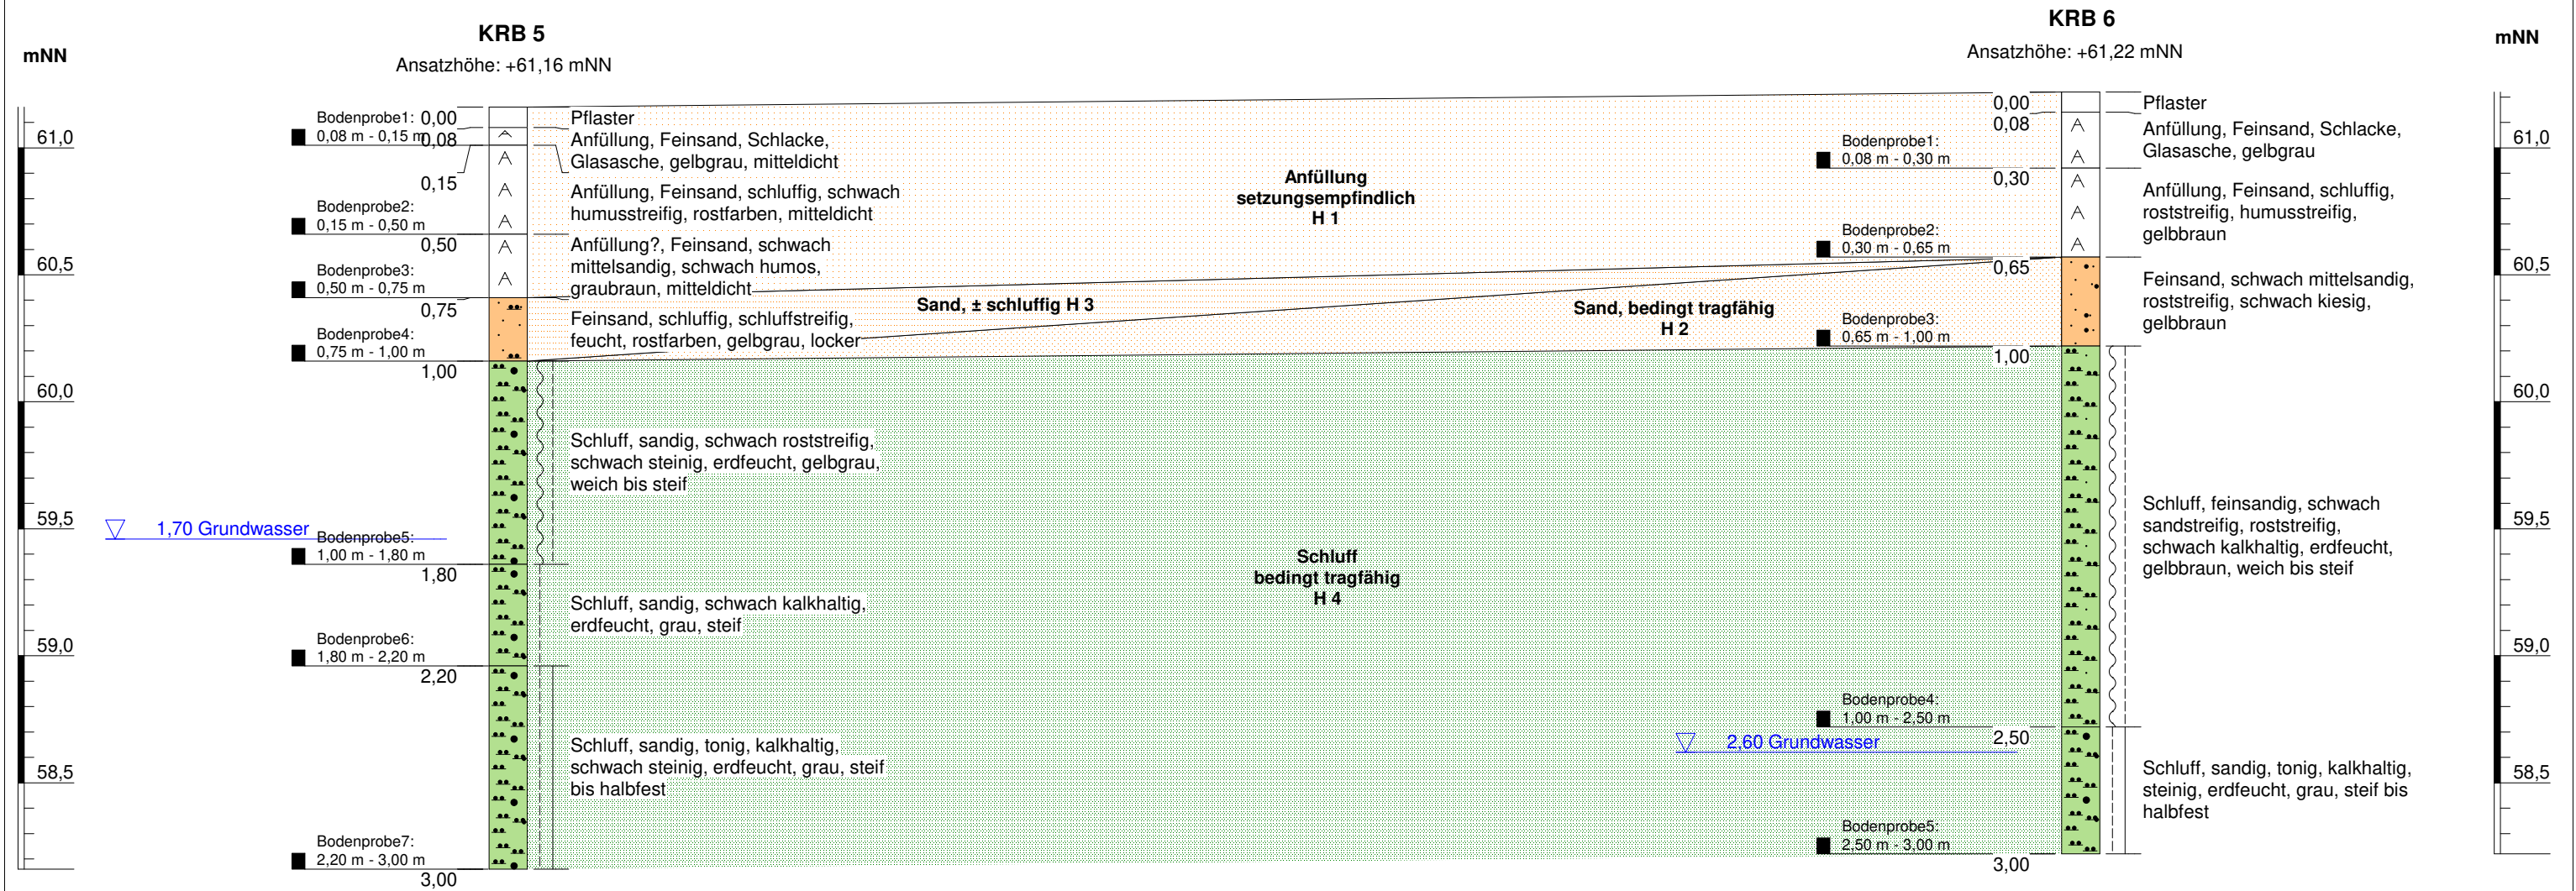 KRB 5
Ansatzhöhe: +61,16 mNN
KRB 6
Ansatzhöhe: +61,22 mNN
mNN
61,0
60,5
60,0
59,5
59,0
58,5
1,70 Grundwasser
Bodenprobe1:
0,08 m - 0,15 m
Bodenprobe2:
0,15 m - 0,50 m
Bodenprobe3:
0,50 m - 0,75 m
Bodenprobe4:
0,75 m - 1,00 m
Bodenprobe5:
1,00 m - 1,80 m
Bodenprobe6:
1,80 m - 2,20 m
Bodenprobe7:
2,20 m - 3,00 m
0,00
0,08
0,15
0,50
0,75
1,00
1,80
2,20
3,00
Pflaster
Anfüllung, Feinsand, Schlacke,
Glasasche, gelbgrau, mitteldicht
Anfüllung, Feinsand, schluffig, schwach
humusstreifig, rostfarben, mitteldicht
Anfüllung?, Feinsand, schwach
mittelsandig, schwach humos,
graubraun, mitteldicht
Feinsand, schluffig, schluffstreifig,
feucht, rostfarben, gelbgrau, locker
Schluff, sandig, schwach roststreifig,
schwach steinig, erdfeucht, gelbgrau,
weich bis steif
Schluff, sandig, schwach kalkhaltig,
erdfeucht, grau, steif
Schluff, sandig, tonig, kalkhaltig,
schwach steinig, erdfeucht, grau, steif
bis halbfest
Anfüllung
setzungsempfindlich
H 1
Sand, ± schluffig H 3
Sand, bedingt tragfähig
H 2
Schluff
bedingt tragfähig
H 4
Bodenprobe1:
0,08 m - 0,30 m
Bodenprobe2:
0,30 m - 0,65 m
Bodenprobe3:
0,65 m - 1,00 m
Bodenprobe4:
1,00 m - 2,50 m
2,60 Grundwasser
Bodenprobe5:
2,50 m - 3,00 m
0,00
0,08
0,30
0,65
1,00
2,50
3,00
Pflaster
Anfüllung, Feinsand, Schlacke,
Glasasche, gelbgrau
Anfüllung, Feinsand, schluffig,
roststreifig, humusstreifig,
gelbbraun
Feinsand, schwach mittelsandig,
roststreifig, schwach kiesig,
gelbbraun
Schluff, feinsandig, schwach
sandstreifig, roststreifig,
schwach kalkhaltig, erdfeucht,
gelbbraun, weich bis steif
Schluff, sandig, tonig, kalkhaltig,
steinig, erdfeucht, grau, steif bis
halbfest
mNN
61,0
60,5
60,0
59,5
59,0
58,5